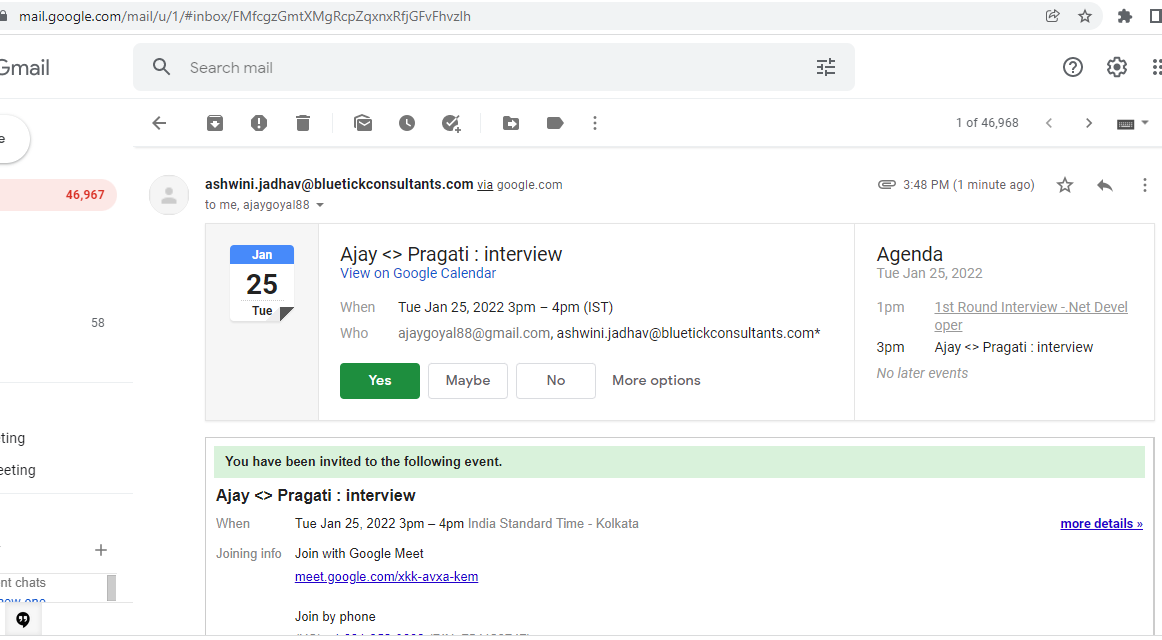 mail.google.com/mail/u/1/#inbox/FMfcgzGmtXMgRcpZqxnxRfjGFvFhvzlh
Gmail
Search mail
e
1 of 46,968
46,967
ashwini.jadhav@bluetickconsultants.com via google.com
3:48 PM (1 minute ago)
to me, ajaygoyal88
Jan
25
Tue
Ajay <> Pragati : interview
View on Google Calendar
When Tue Jan 25, 2022 3pm – 4pm (IST)
Who ajaygoyal88@gmail.com, ashwini.jadhav@bluetickconsultants.com*
Yes
Maybe
No
More options
Agenda
Tue Jan 25, 2022
1pm 1st Round Interview -.Net Devel
oper
3pm Ajay <> Pragati : interview
No later events
58
ting
eeting
nt chats
new one
You have been invited to the following event.
Ajay <> Pragati : interview
When Tue Jan 25, 2022 3pm – 4pm India Standard Time - Kolkata
more details »
Joining info Join with Google Meet
meet.google.com/xkk-avxa-kem
Join by phone